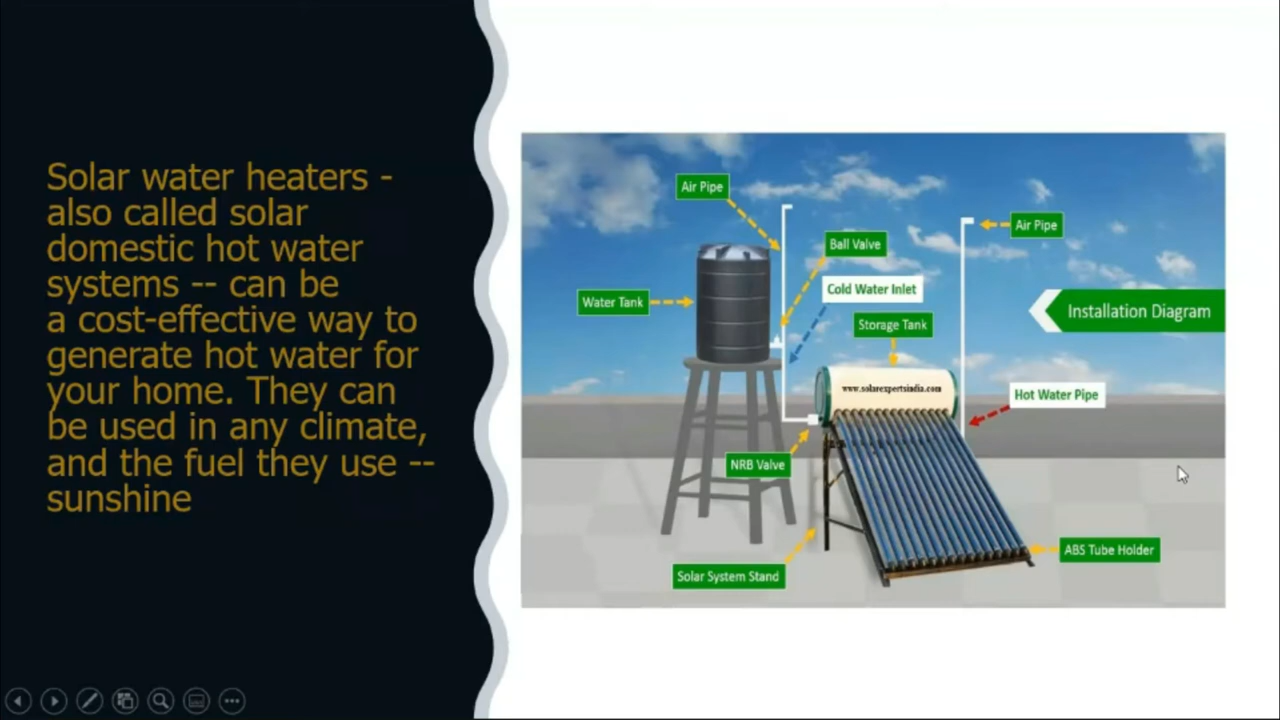 Solar water heaters -
also called solar
domestic hot water
systems -- can be
a cost-effective way to
generate hot water for
your home. They can
be used in any climate,
and the fuel they use --
sunshine
Air Pipe
Air Pipe
Ball Valve
Cold Water Inlet
Water Tank
Installation Diagram
Storage Tank
www.solarexpertsindia.com
Hot Water Pipe
NRB Valve
ABS Tube Holder
Solar System Stand